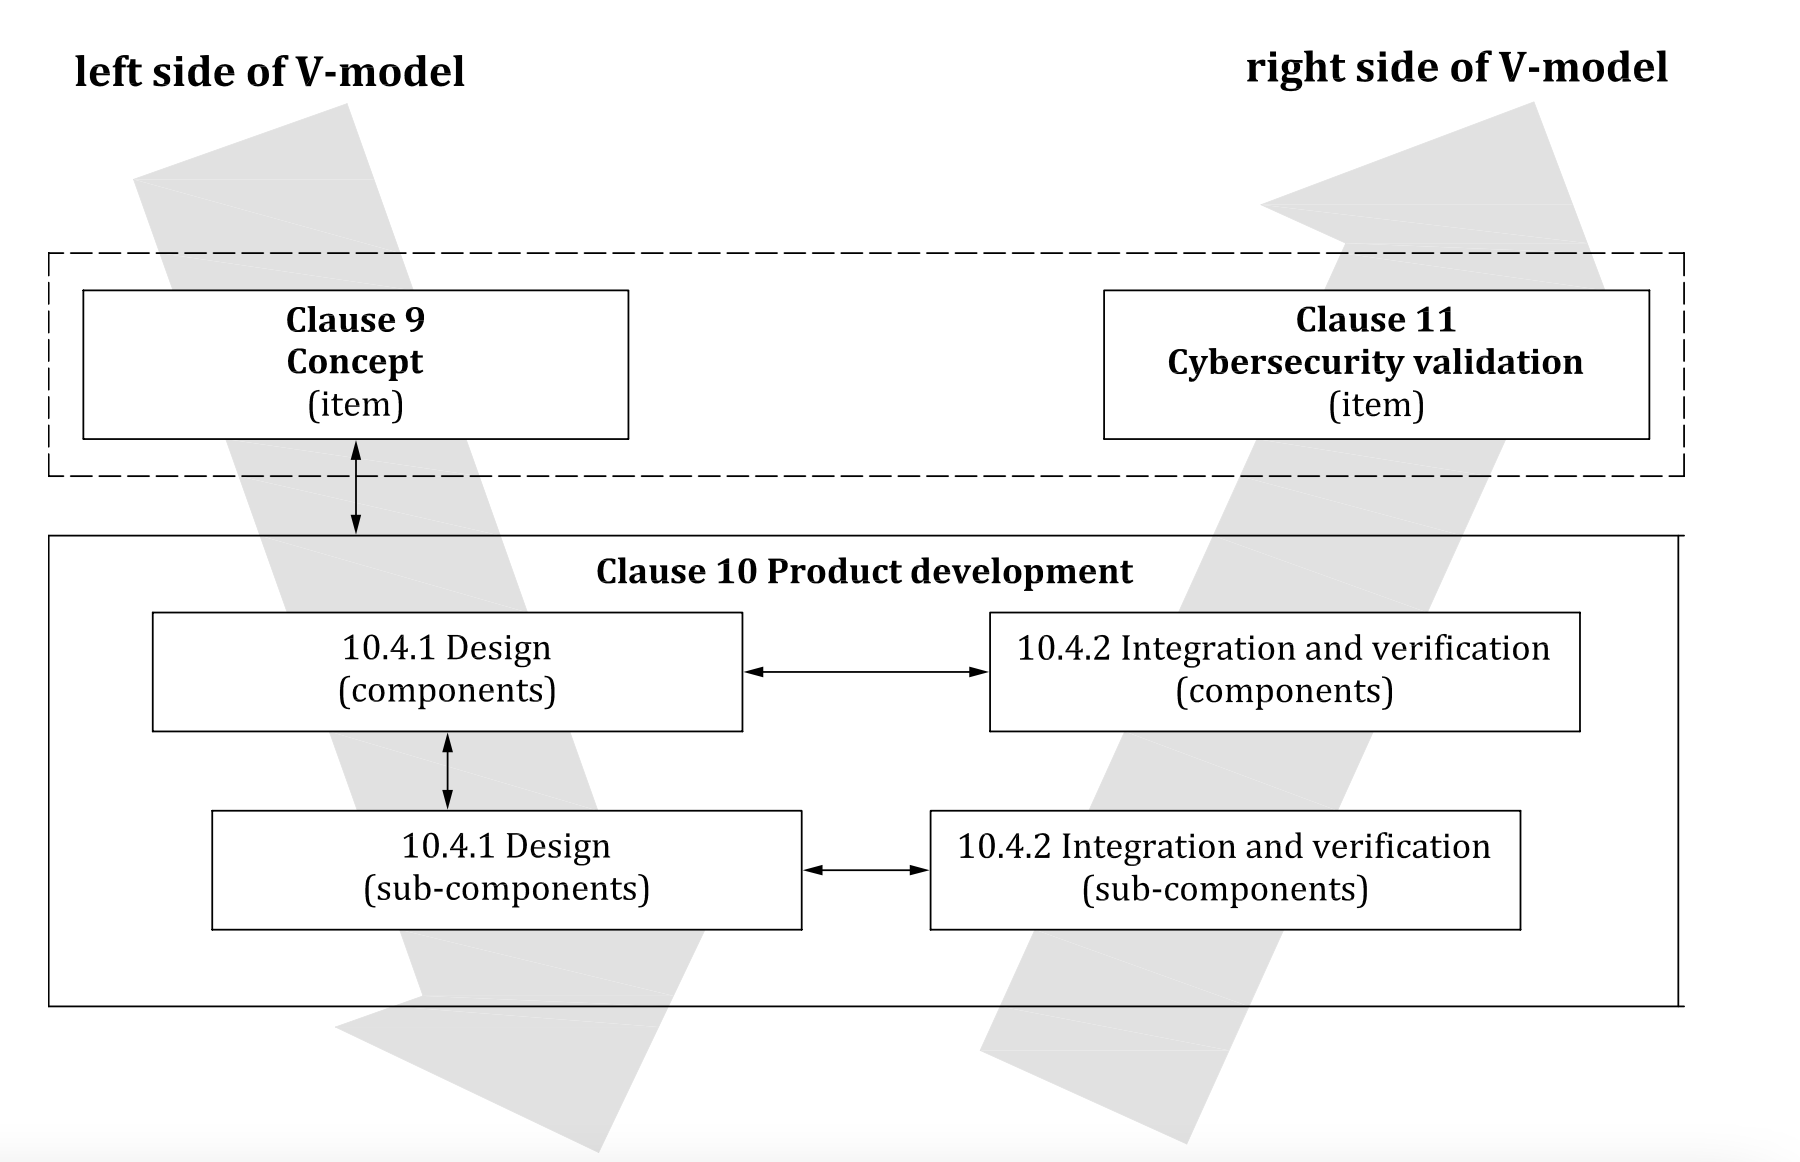 left side of V-model
right side of V-model
Clause 9
Concept
(item)
Clause 11
Cybersecurity validation
(item)
Clause 10 Product development
10.4.1 Design
(components)
10.4.2 Integration and verification
(components)
10.4.1 Design
(sub-components)
10.4.2 Integration and verification
(sub-components)